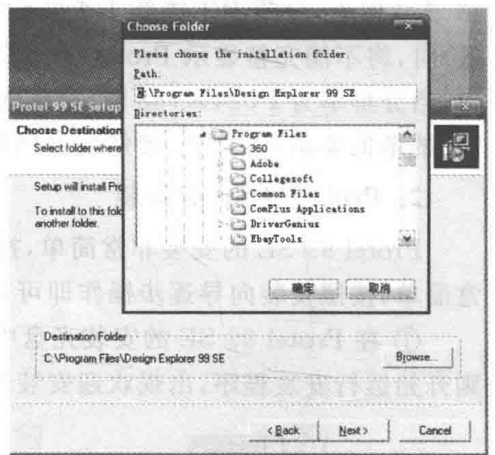 Choose Folder
Please choose the installation folder.
Path:
:\Program Files\Design Explorer 99 SE
Directories:
Program Files
360
Adobe
Collegesoft
Common Files
ComPlus Applications
DriverGenius
EbayTools
确定
取消
Protel 99 SE Setup
Choose Destination
Select folder where
Setup will install Pro
To install to this fold
another folder.
Destination Folder
C:\Program Files\Design Explorer 99 SE
Browse...
< Back
Next >
Cancel